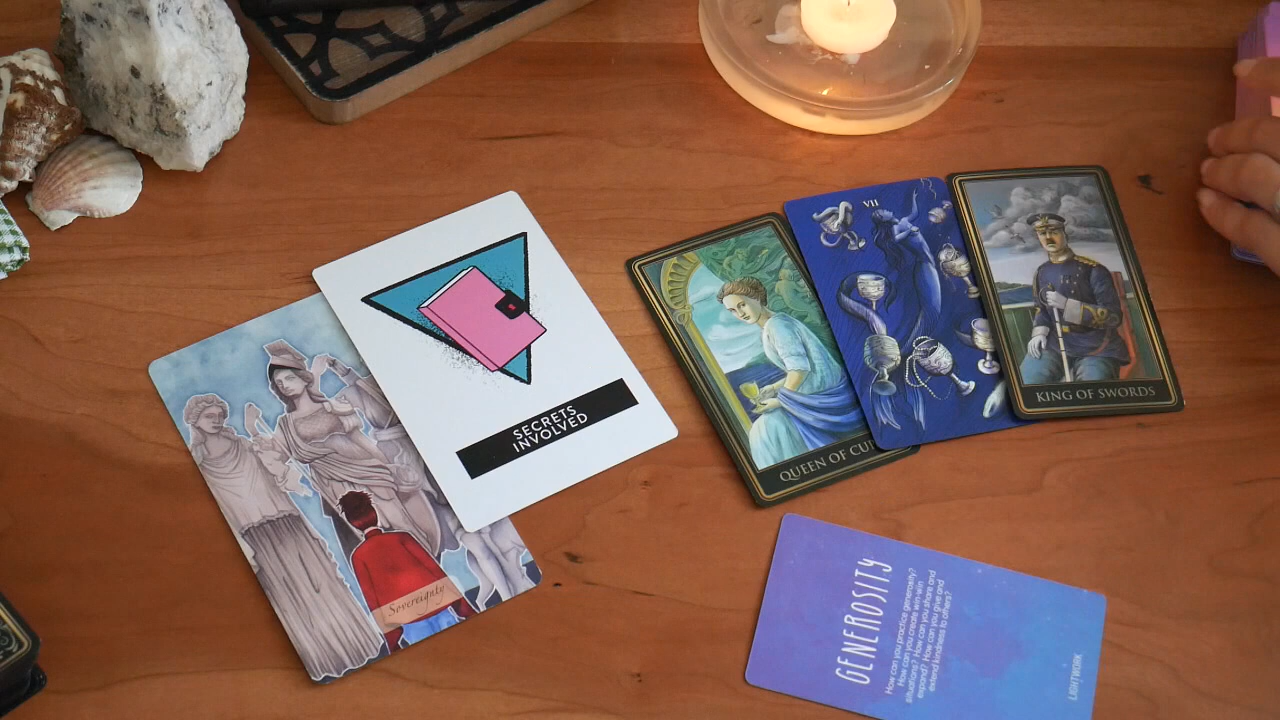 SECRETS
INVOLVED
Sovereignty
QUEEN OF
VII
KING OF SWORDS
GENEROSITY
How can you practice generosity?
How can you create win-win
situations? How can you share and
expand? How can you give and
extend kindness to others?
LIGHTWORK